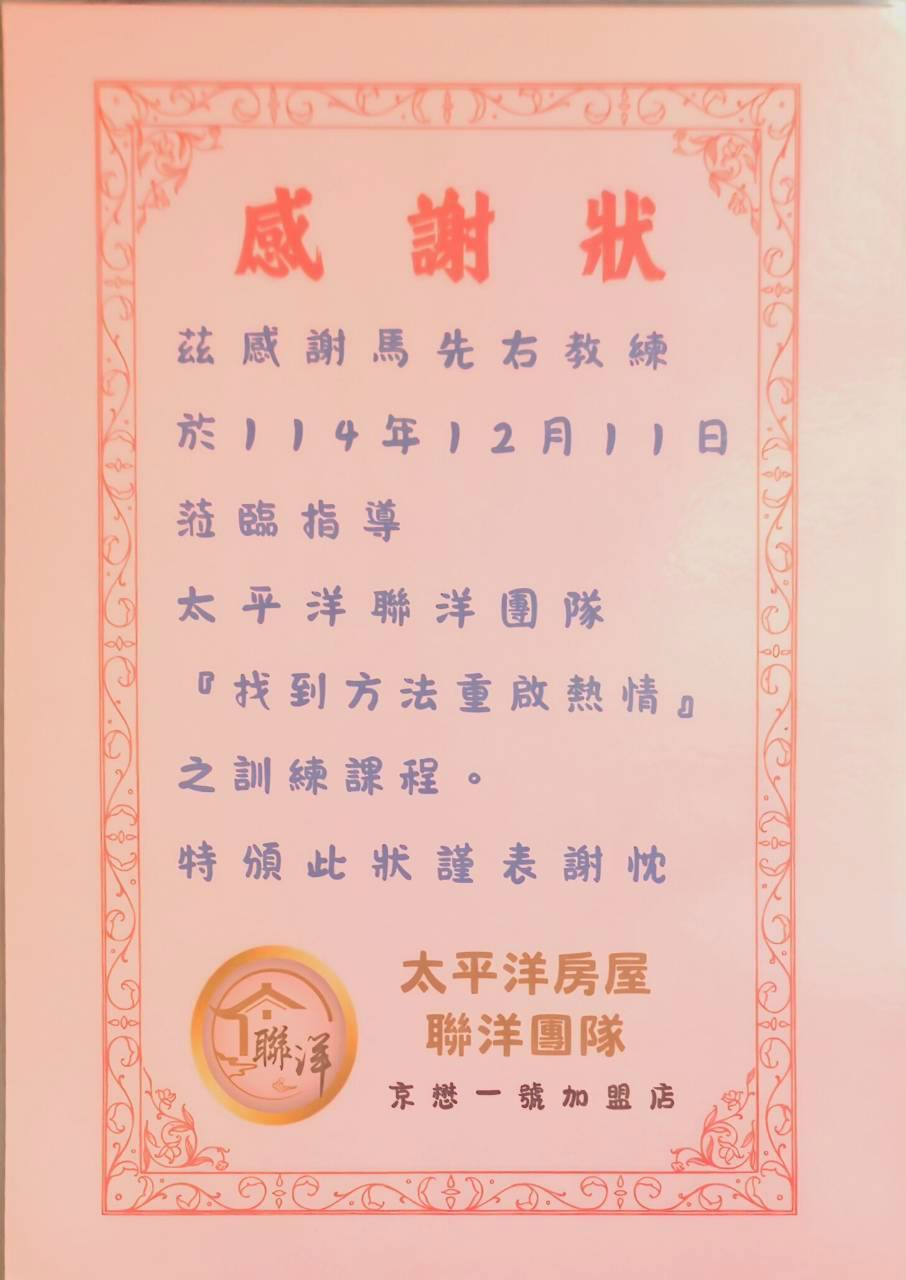 感謝狀
茲感謝馬先右教練
於114年12月11日
蒞臨指導
太平洋聯洋團隊
『找到方法重啟熱情』
之訓練課程。
特頒此狀謹表謝忱
聯洋
太平洋房屋
聯洋團隊
京懋一號加盟店